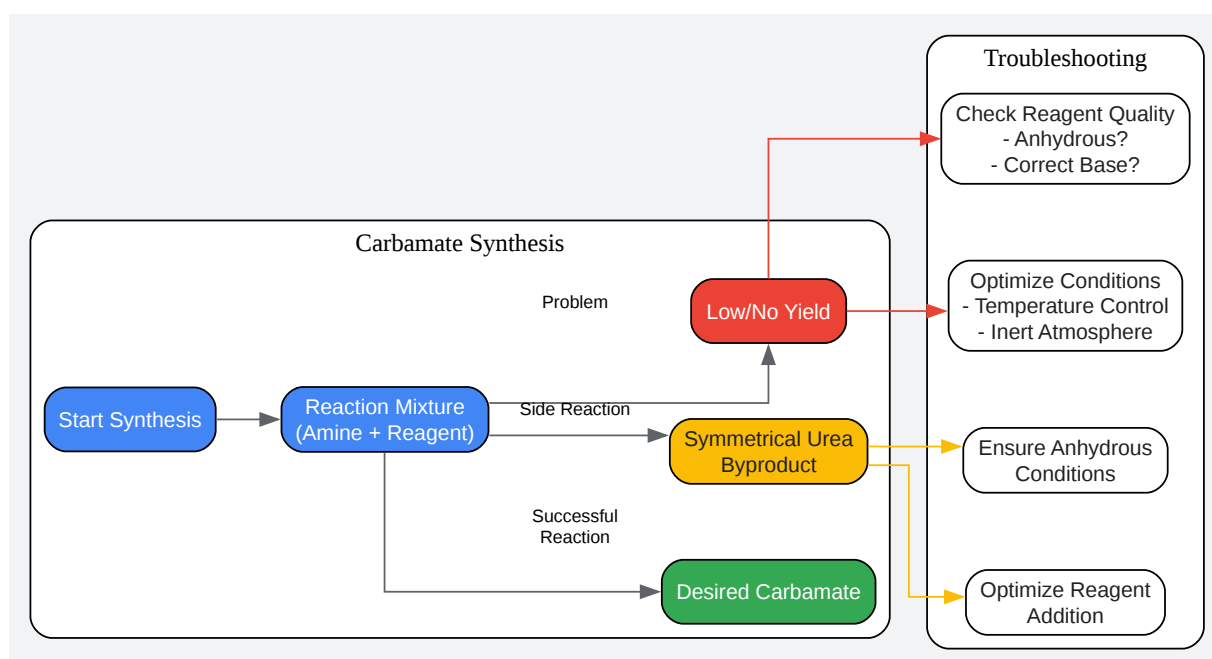 Carbamate Synthesis
Start Synthesis
Reaction Mixture
(Amine + Reagent)
Problem
Low/No Yield
Side Reaction
Symmetrical Urea
Byproduct
Successful
Reaction
Desired Carbamate
Troubleshooting
Check Reagent Quality
- Anhydrous?
- Correct Base?
Optimize Conditions
- Temperature Control
- Inert Atmosphere
Ensure Anhydrous
Conditions
Optimize Reagent
Addition